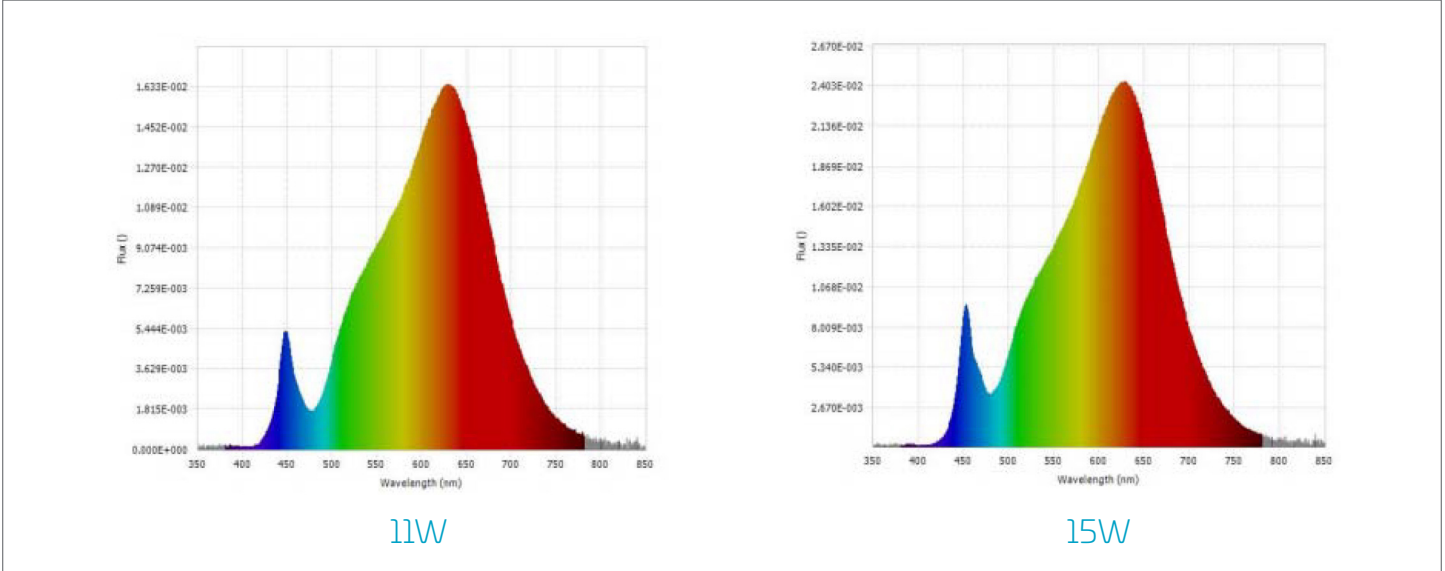 1.633E-002
1.452E-002
1.270E-002
1.089E-002
9.074E-003
7.259E-003
5.444E-003
3.629E-003
1.815E-003
0.000E+000
Flux ()
350 400 450 500 550 600 650 700 750 800 850
Wavelength (nm)
11W
2.670E-002
2.403E-002
2.136E-002
1.869E-002
1.602E-002
1.335E-002
1.068E-002
8.009E-003
5.340E-003
2.670E-003
Flux ()
350 400 450 500 550 600 650 700 750 800 850
Wavelength (nm)
15W